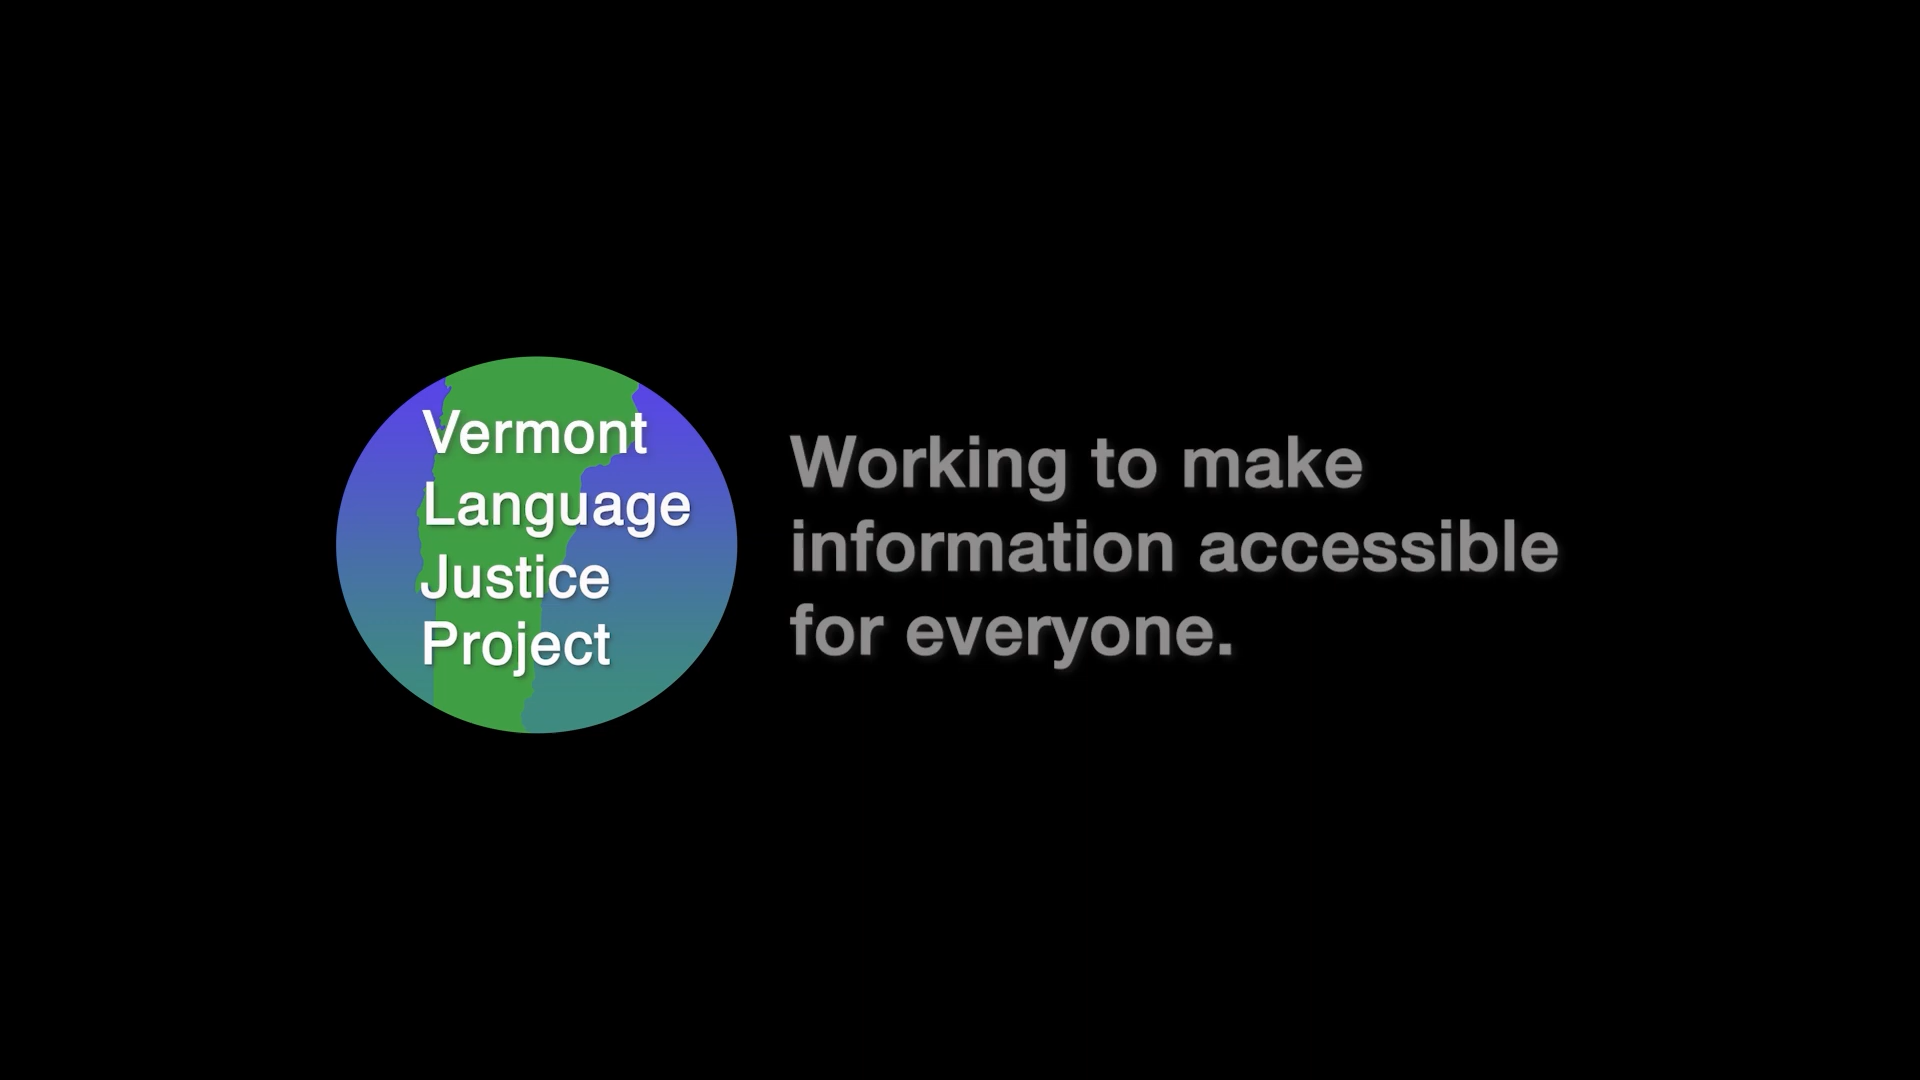 Vermont
Language
Justice
Project
Working to make
information accessible
for everyone.